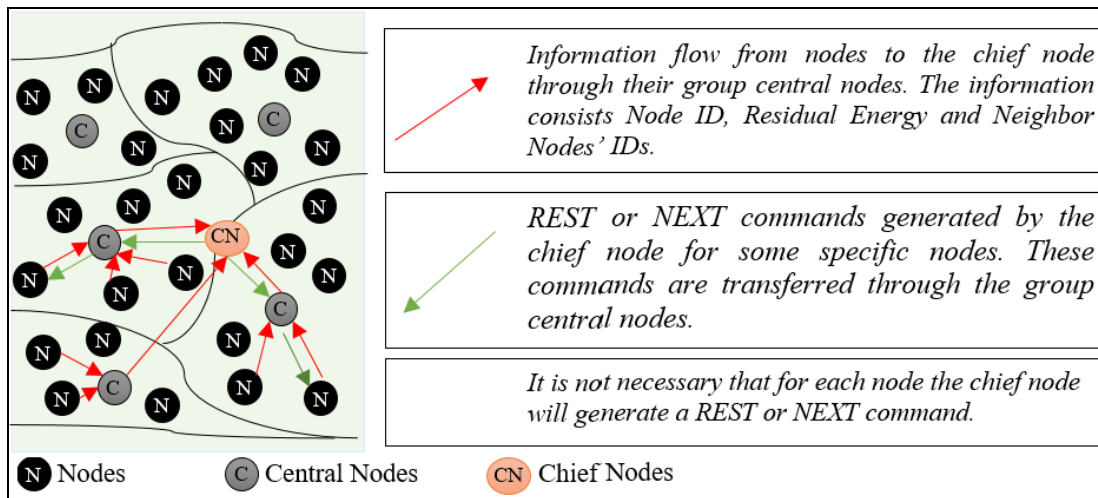 N
N N
N
N N
N C
C
N
N
N
N
N
N
N
C CN
N
N N N
N
C
N N
N
C N
N N
N
Information flow from nodes to the chief node
through their group central nodes. The information
consists Node ID, Residual Energy and Neighbor
Nodes' IDs.
REST or NEXT commands generated by the
chief node for some specific nodes. These
commands are transferred through the group
central nodes.
It is not necessary that for each node the chief node
will generate a REST or NEXT command.
N Nodes C Central Nodes CN Chief Nodes